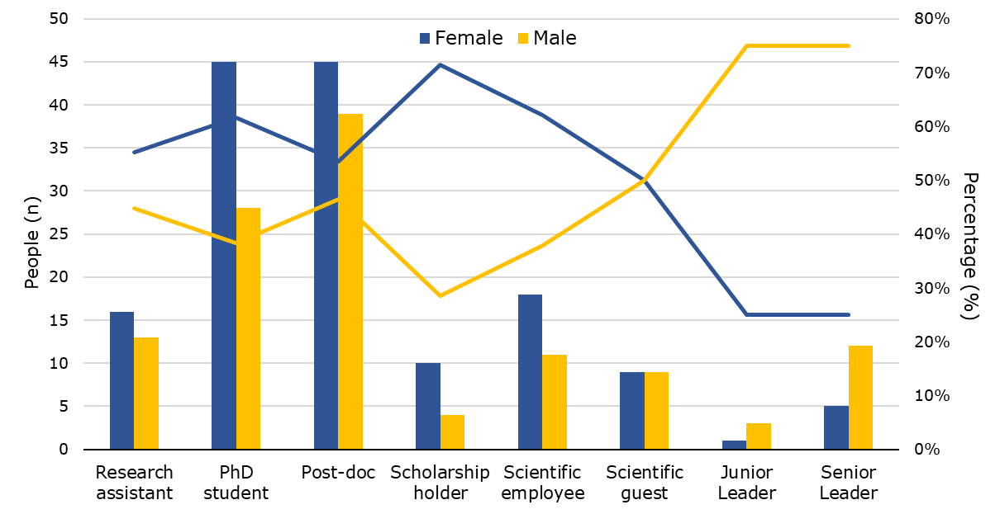 50
45
40
35
30
25
20
15
10
5
0
People (n)
Female Male
80%
70%
60%
50%
40%
30%
20%
10%
0%
Percentage (%)
Research
assistant
PhD
student
Post-doc
Scholarship
holder
Scientific
employee
Scientific
guest
Junior
Leader
Senior
Leader